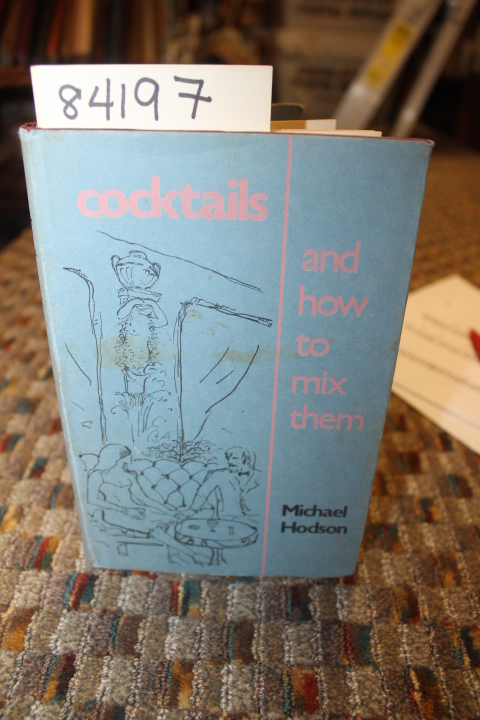 84197
cocktails
and
how
to
mix
them
Michael
Hodson